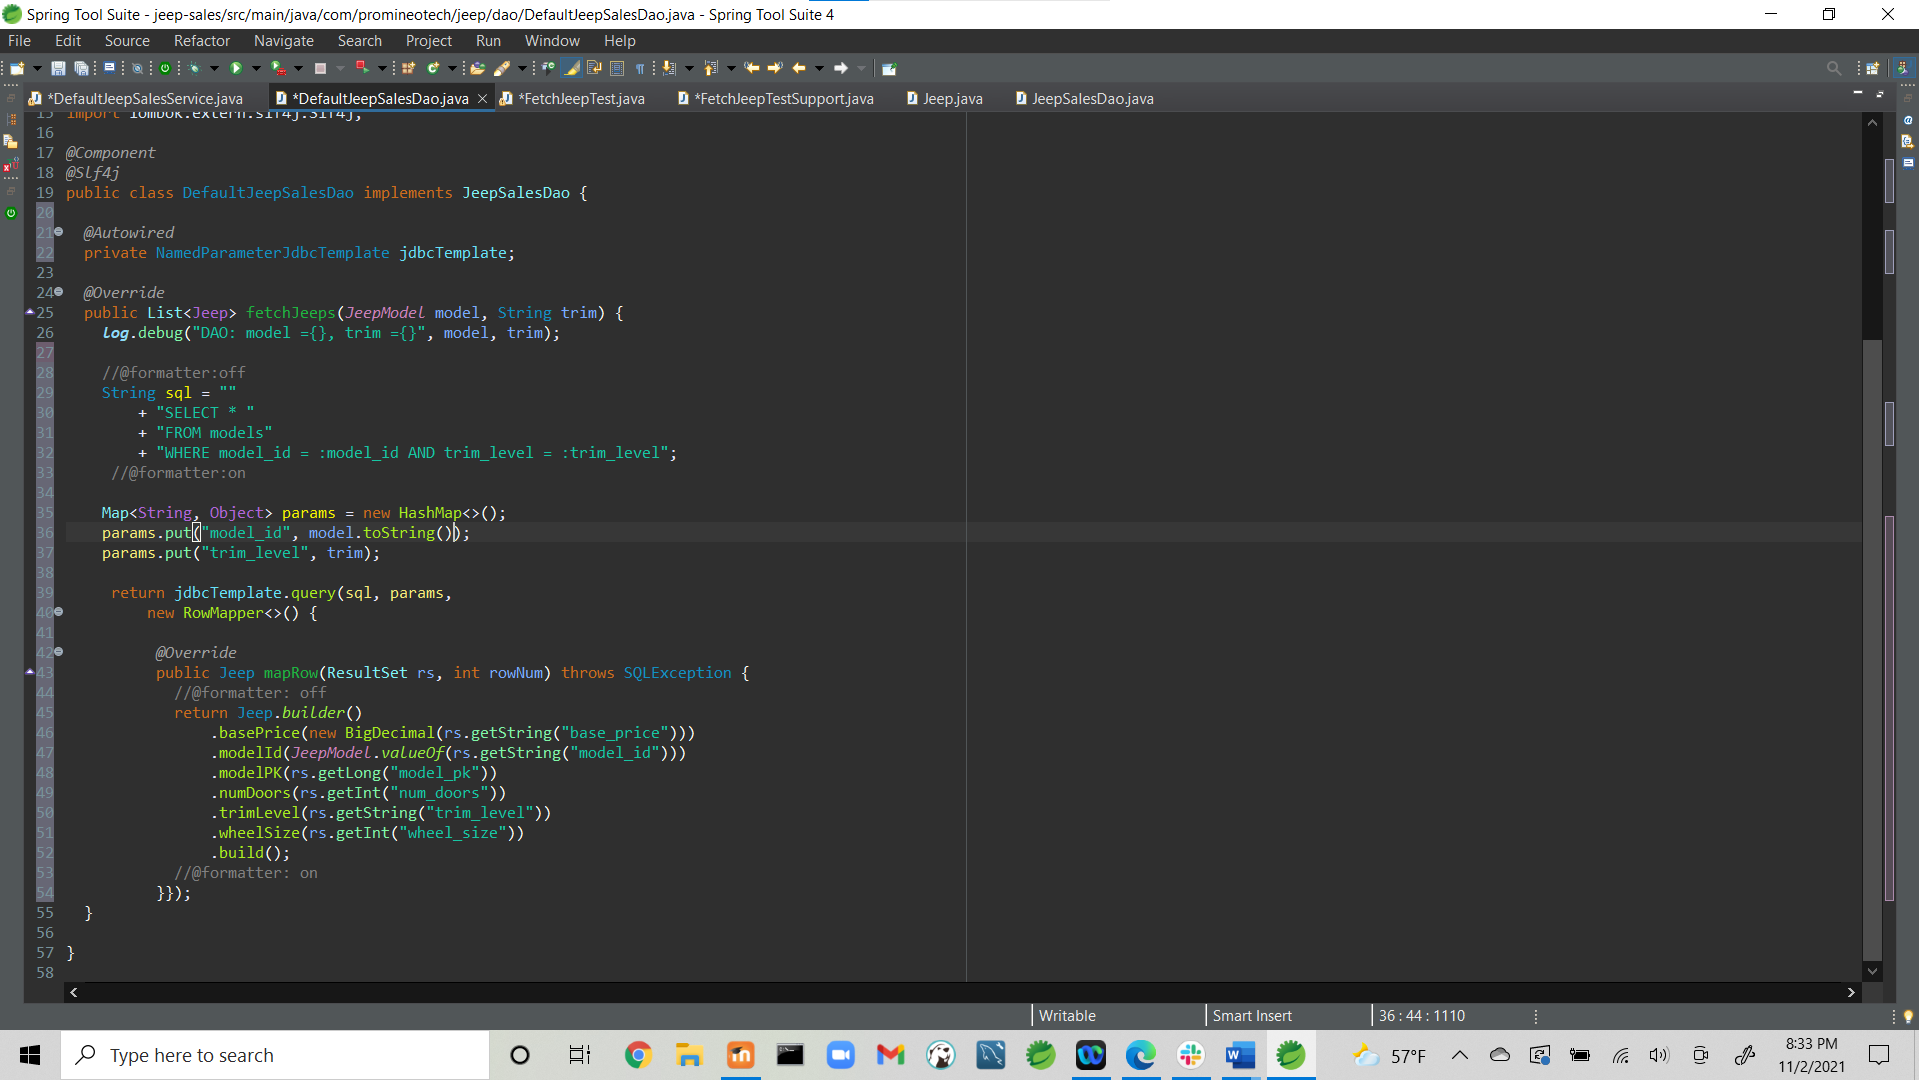 Spring Tool Suite - jeep-sales/src/main/java/com/promineotech/jeep/dao/DefaultJeepSalesDao.java - Spring Tool Suite 4
File Edit Source Refactor Navigate Search Project Run Window Help
*DefaultJeepSalesService.java *DefaultJeepSalesDao.java *FetchJeepTest.java *FetchJeepTestSupport.java Jeep.java JeepSalesDao.java
15 import lombok.extern.slf4j.Slf4j;
16
17 @Component
18 @Slf4j
19 public class DefaultJeepSalesDao implements JeepSalesDao {
20
21 @Autowired
22 private NamedParameterJdbcTemplate jdbcTemplate;
23
24 @Override
25 public List<Jeep> fetchJeeps(JeepModel model, String trim) {
26 log.debug("DAO: model ={}, trim ={}", model, trim);
27
28 //@formatter:off
29 String sql = ""
30 + "SELECT * "
31 + "FROM models"
32 + "WHERE model_id = :model_id AND trim_level = :trim_level";
33 //@formatter:on
34
35 Map<String, Object> params = new HashMap<>();
36 params.put("model_id", model.toString());
37 params.put("trim_level", trim);
38
39 return jdbcTemplate.query(sql, params,
40 new RowMapper<>() {
41
42 @Override
43 public Jeep mapRow(ResultSet rs, int rowNum) throws SQLException {
44 //@formatter: off
45 return Jeep.builder()
46 .basePrice(new BigDecimal(rs.getString("base_price")))
47 .modelId(JeepModel.valueOf(rs.getString("model_id")))
48 .modelPK(rs.getLong("model_pk"))
49 .numDoors(rs.getInt("num_doors"))
50 .trimLevel(rs.getString("trim_level"))
51 .wheelSize(rs.getInt("wheel_size"))
52 .build();
53 //@formatter: on
54 }});
55 }
56
57 }
58
Writable Smart Insert 36 : 44 : 1110
Type here to search
57°F
8:33 PM
11/2/2021